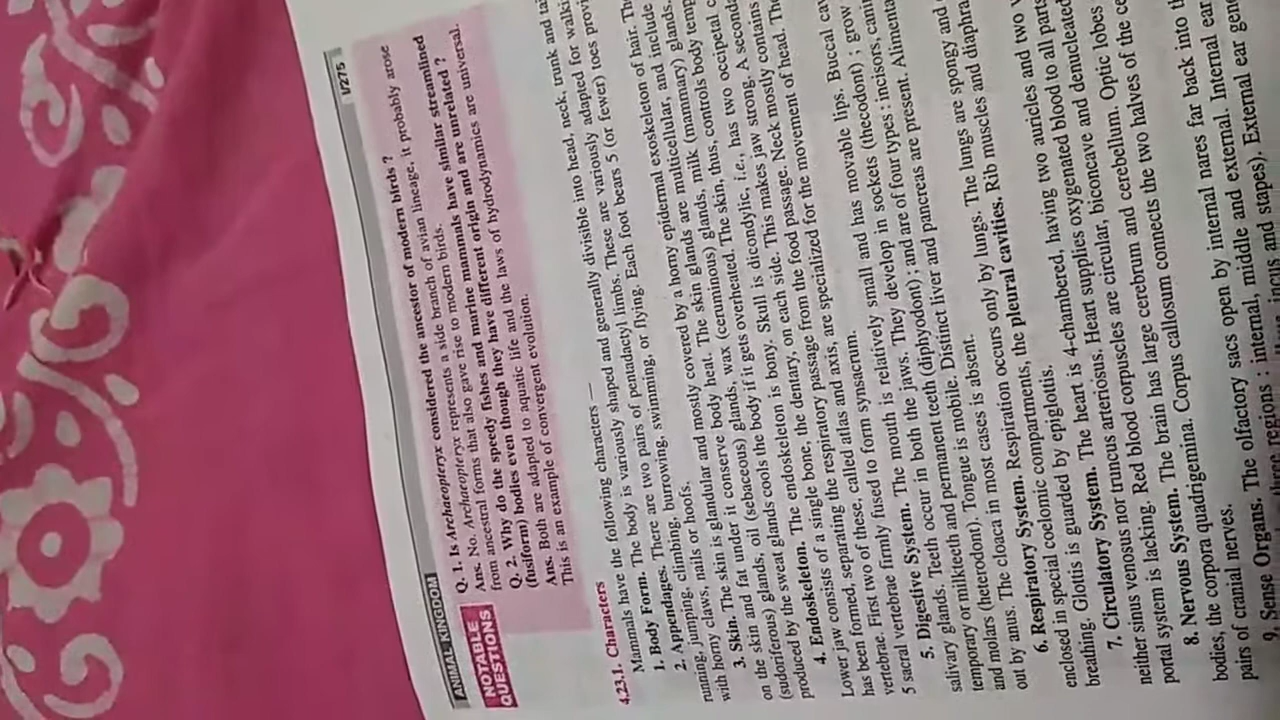 ANIMAL KINGDOM
1/275
NOTABLE
QUESTIONS
Q. 1. Is Archaeopteryx considered the ancestor of modern birds ?
Ans. No. Archaeopteryx represents a side branch of avian lineage, it probably arose
from ancestral forms that also gave rise to modern birds.
Q. 2. Why do the speedy fishes and marine mammals have similar streamlined
(fusiform) bodies even though they have different origin and are unrelated ?
Ans. Both are adapted to aquatic life and the laws of hydrodynamics are universal.
This is an example of convergent evolution.
4.23.1. Characters
Mammals have the following characters —
1. Body Form. The body is variously shaped and generally divisible into head, neck, trunk and
2. Appendages. There are two pairs of pentadactyl limbs. These are variously adapted for
running, jumping, climbing, burrowing, swimming, or flying. Each foot bears 5 (or fewer) toes
with horny claws, nails or hoofs.
3. Skin. The skin is glandular and mostly covered by a horny epidermal exoskeleton of hair.
on the skin and fat under it conserve body heat. The skin glands are multicellular, and include
(sudoriferous) glands, oil (sebaceous) glands, wax (ceruminous) glands, milk (mammary) glands.
produced by the sweat glands cools the body if it gets overheated. The skin, thus, controls body
4. Endoskeleton. The endoskeleton is bony. Skull is dicondylic, i.e., has two occipetal
Lower jaw consists of a single bone, the dentary, on each side. This makes jaw strong. A
has been formed, separating the respiratory passage from the food passage. Neck mostly contains
vertebrae. First two of these, called atlas and axis, are specialized for the movement of head.
5 sacral vertebrae firmly fused to form synsacrum.
5. Digestive System. The mouth is relatively small and has movable lips. Buccal
salivary glands. Teeth occur in both the jaws. They develop in sockets (thecodont) ; grow
temporary or milkteeth and permanent teeth (diphyodont) ; and are of four types : incisors,
and molars (heterodont). Tongue is mobile. Distinct liver and pancreas are present.
out by anus. The cloaca in most cases is absent.
6. Respiratory System. Respiration occurs only by lungs. The lungs are spongy and
enclosed in special coelomic compartments, the pleural cavities. Rib muscles and
breathing. Glottis is guarded by epiglottis.
7. Circulatory System. The heart is 4-chambered, having two auricles and two
neither sinus venosus nor truncus arteriosus. Heart supplies oxygenated blood to all parts
portal system is lacking. Red blood corpuscles are circular, biconcave and denucleated
8. Nervous System. The brain has large cerebrum and cerebellum. Optic lobes
bodies, the corpora quadrigemina. Corpus callosum connects the two halves of the
pairs of cranial nerves.
9. Sense Organs. The olfactory sacs open by internal nares far back into
regions : internal, middle and external. Internal ear
incus and stapes). External ear